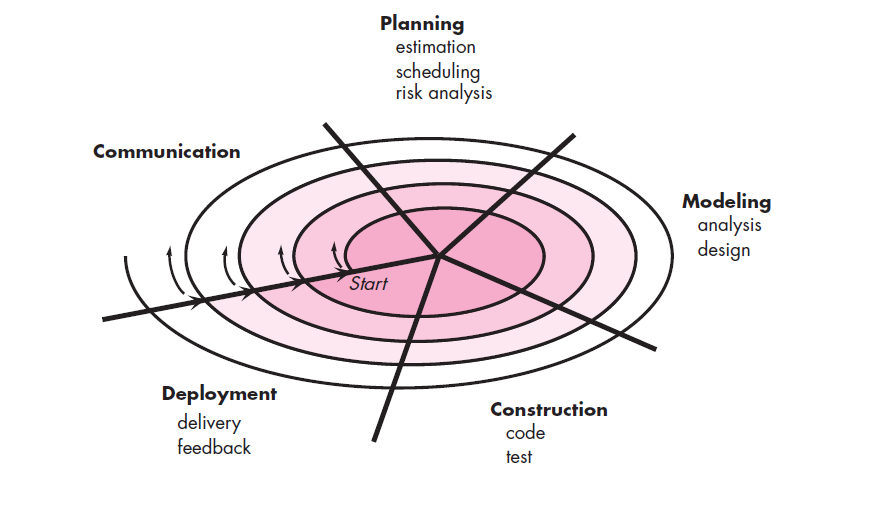 Planning
estimation
scheduling
risk analysis
Communication
Modeling
analysis
design
Start
Deployment
delivery
feedback
Construction
code
test